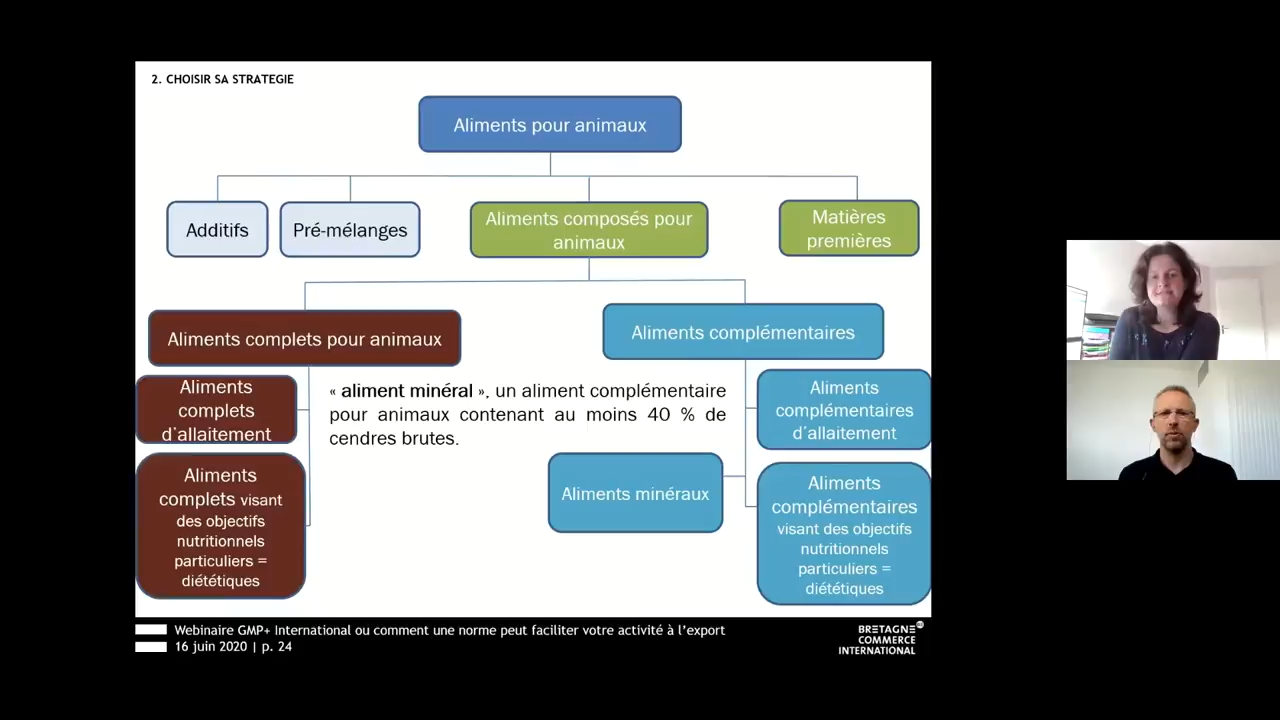 2. CHOISIR SA STRATEGIE
Aliments pour animaux
Additifs
Pré-mélanges
Aliments composés pour
animaux
Matières
premières
Aliments complets pour animaux
Aliments complémentaires
Aliments
complets
d'allaitement
« aliment minéral », un aliment complémentaire
pour animaux contenant au moins 40 % de
cendres brutes.
Aliments
complémentaires
d'allaitement
Aliments
complets visant
des objectifs
nutritionnels
particuliers =
diététiques
Aliments minéraux
Aliments
complémentaires
visant des objectifs
nutritionnels
particuliers =
diététiques
Webinaire GMP+ International ou comment une norme peut faciliter votre activité à l'export
16 juin 2020 | p. 24
BRETAGNE
COMMERCE
INTERNATIONAL